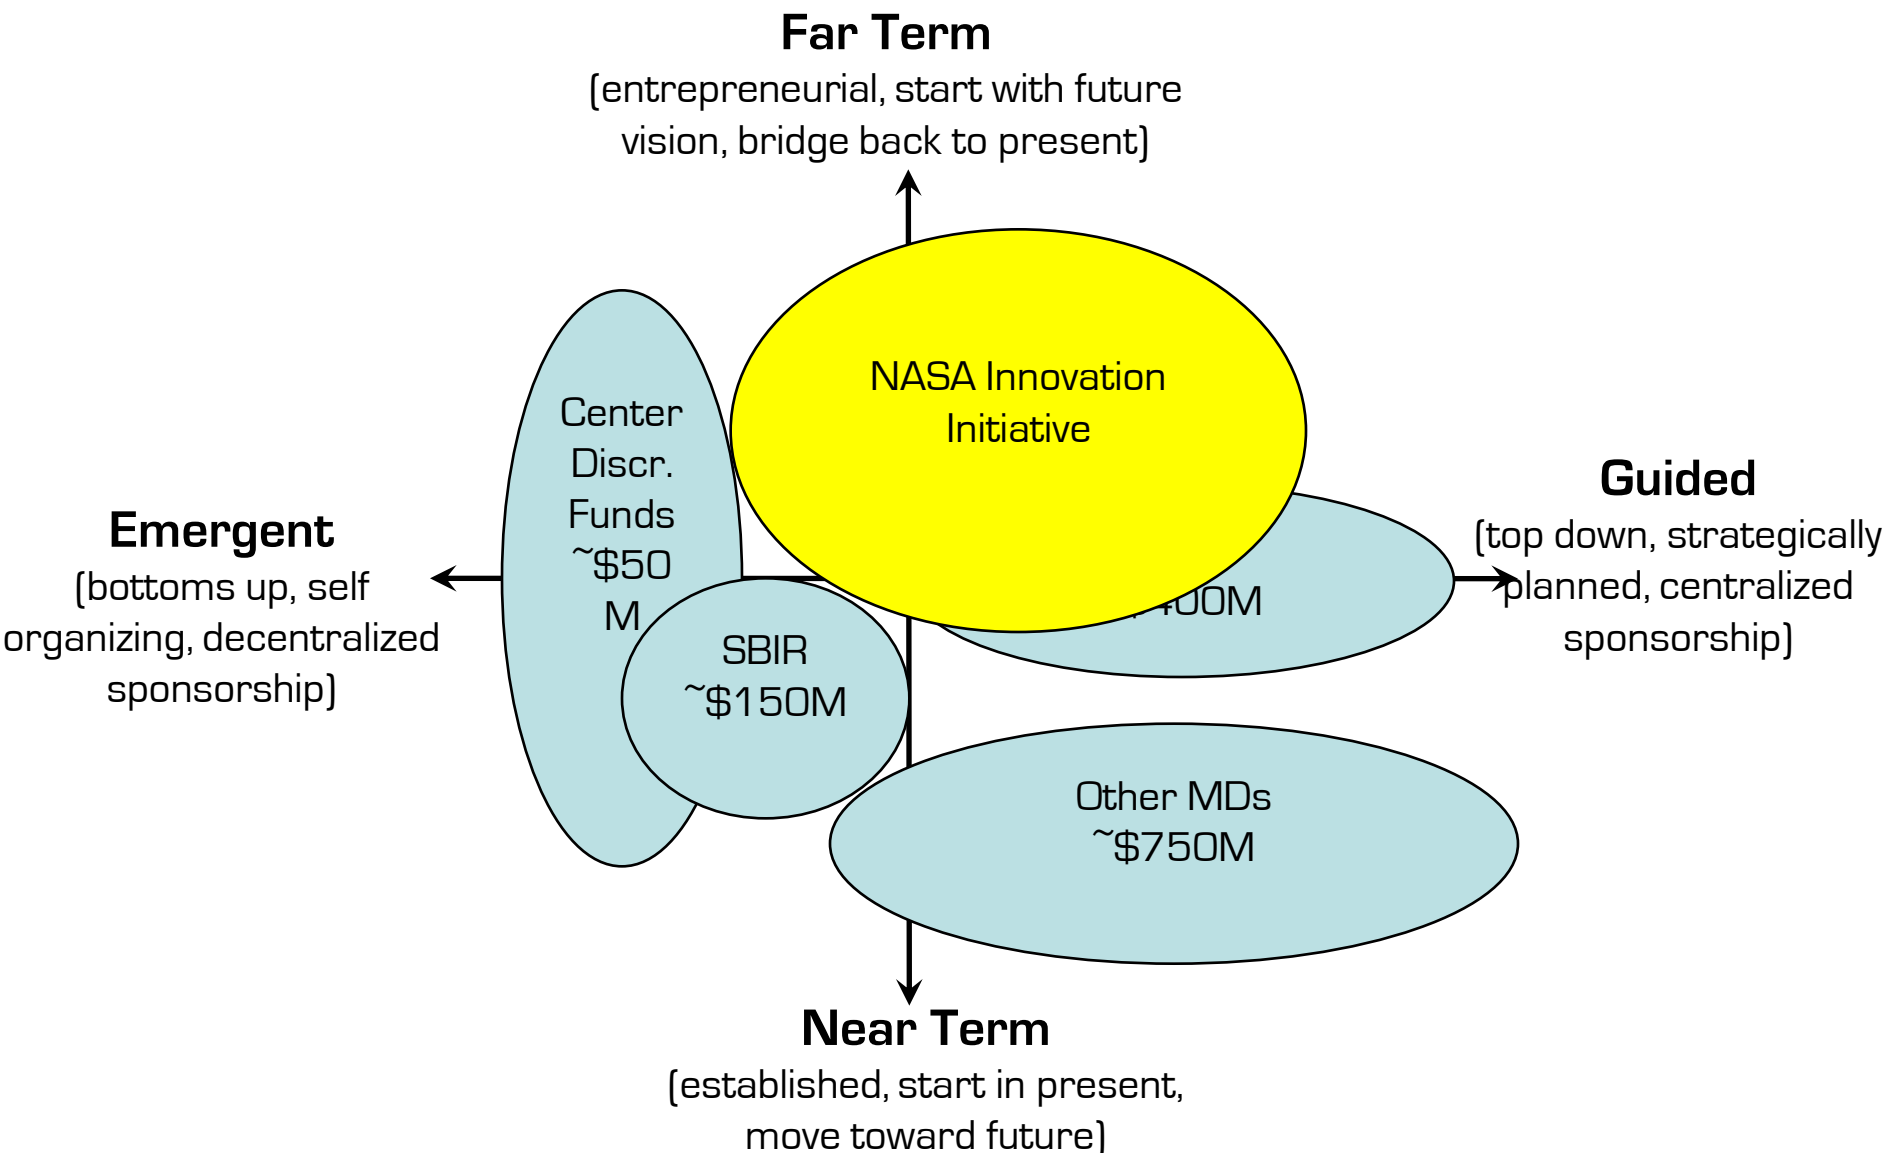 Far Term
(entrepreneurial, start with future
vision, bridge back to present)
NASA Innovation
Initiative
Center
Discr.
Funds
~$50
M
Guided
(top down, strategically
planned, centralized
sponsorship)
Emergent
(bottoms up, self
organizing, decentralized
sponsorship)
SBIR
~$150M
Other MDs
~$750M
Near Term
(established, start in present,
move toward future)